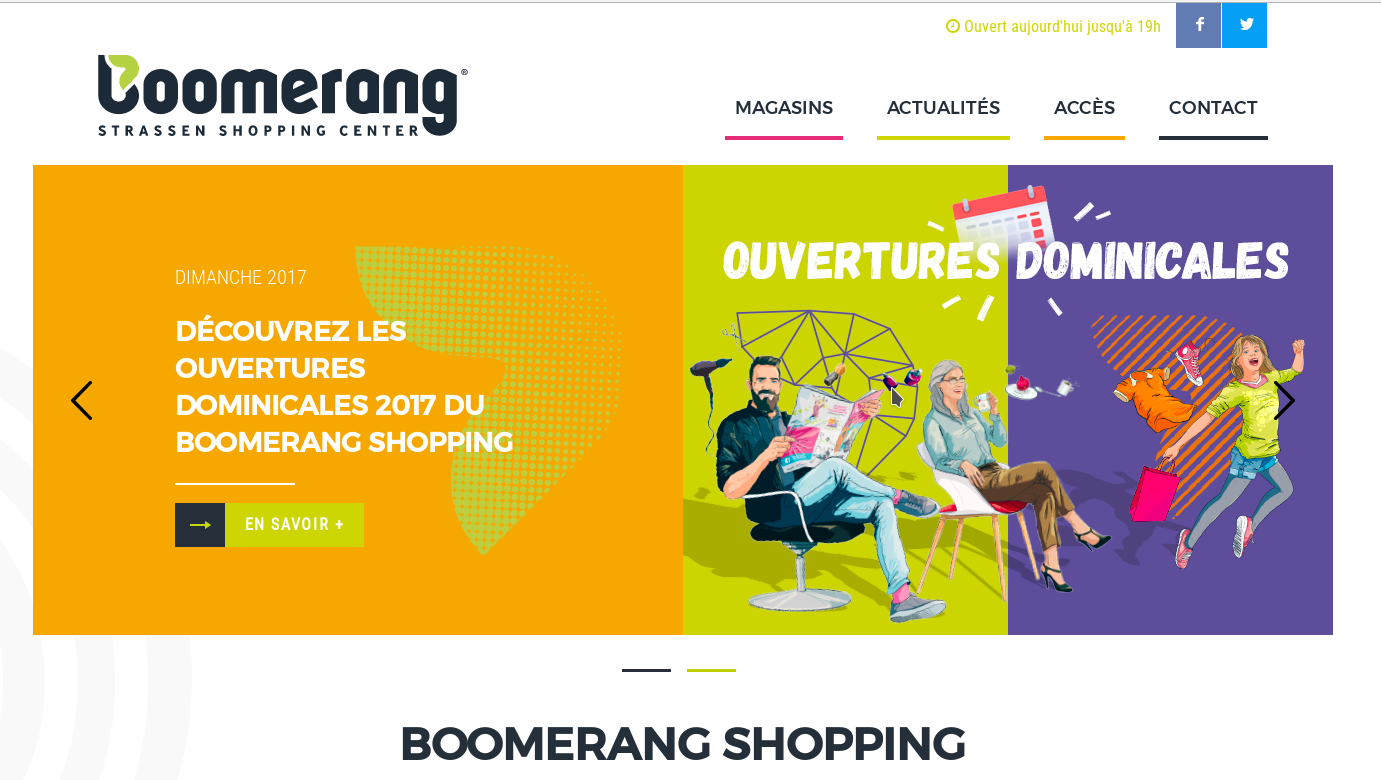 Ouvert aujourd'hui jusqu'à 19h
Boomerang®
STRASSEN SHOPPING CENTER
MAGASINS ACTUALITÉS ACCÈS CONTACT
OUVERTURES DOMINICALES
DIMANCHE 2017
DÉCOUVREZ LES
OUVERTURES
DOMINICALES 2017 DU
BOOMERANG SHOPPING
EN SAVOIR +
BOOMERANG SHOPPING